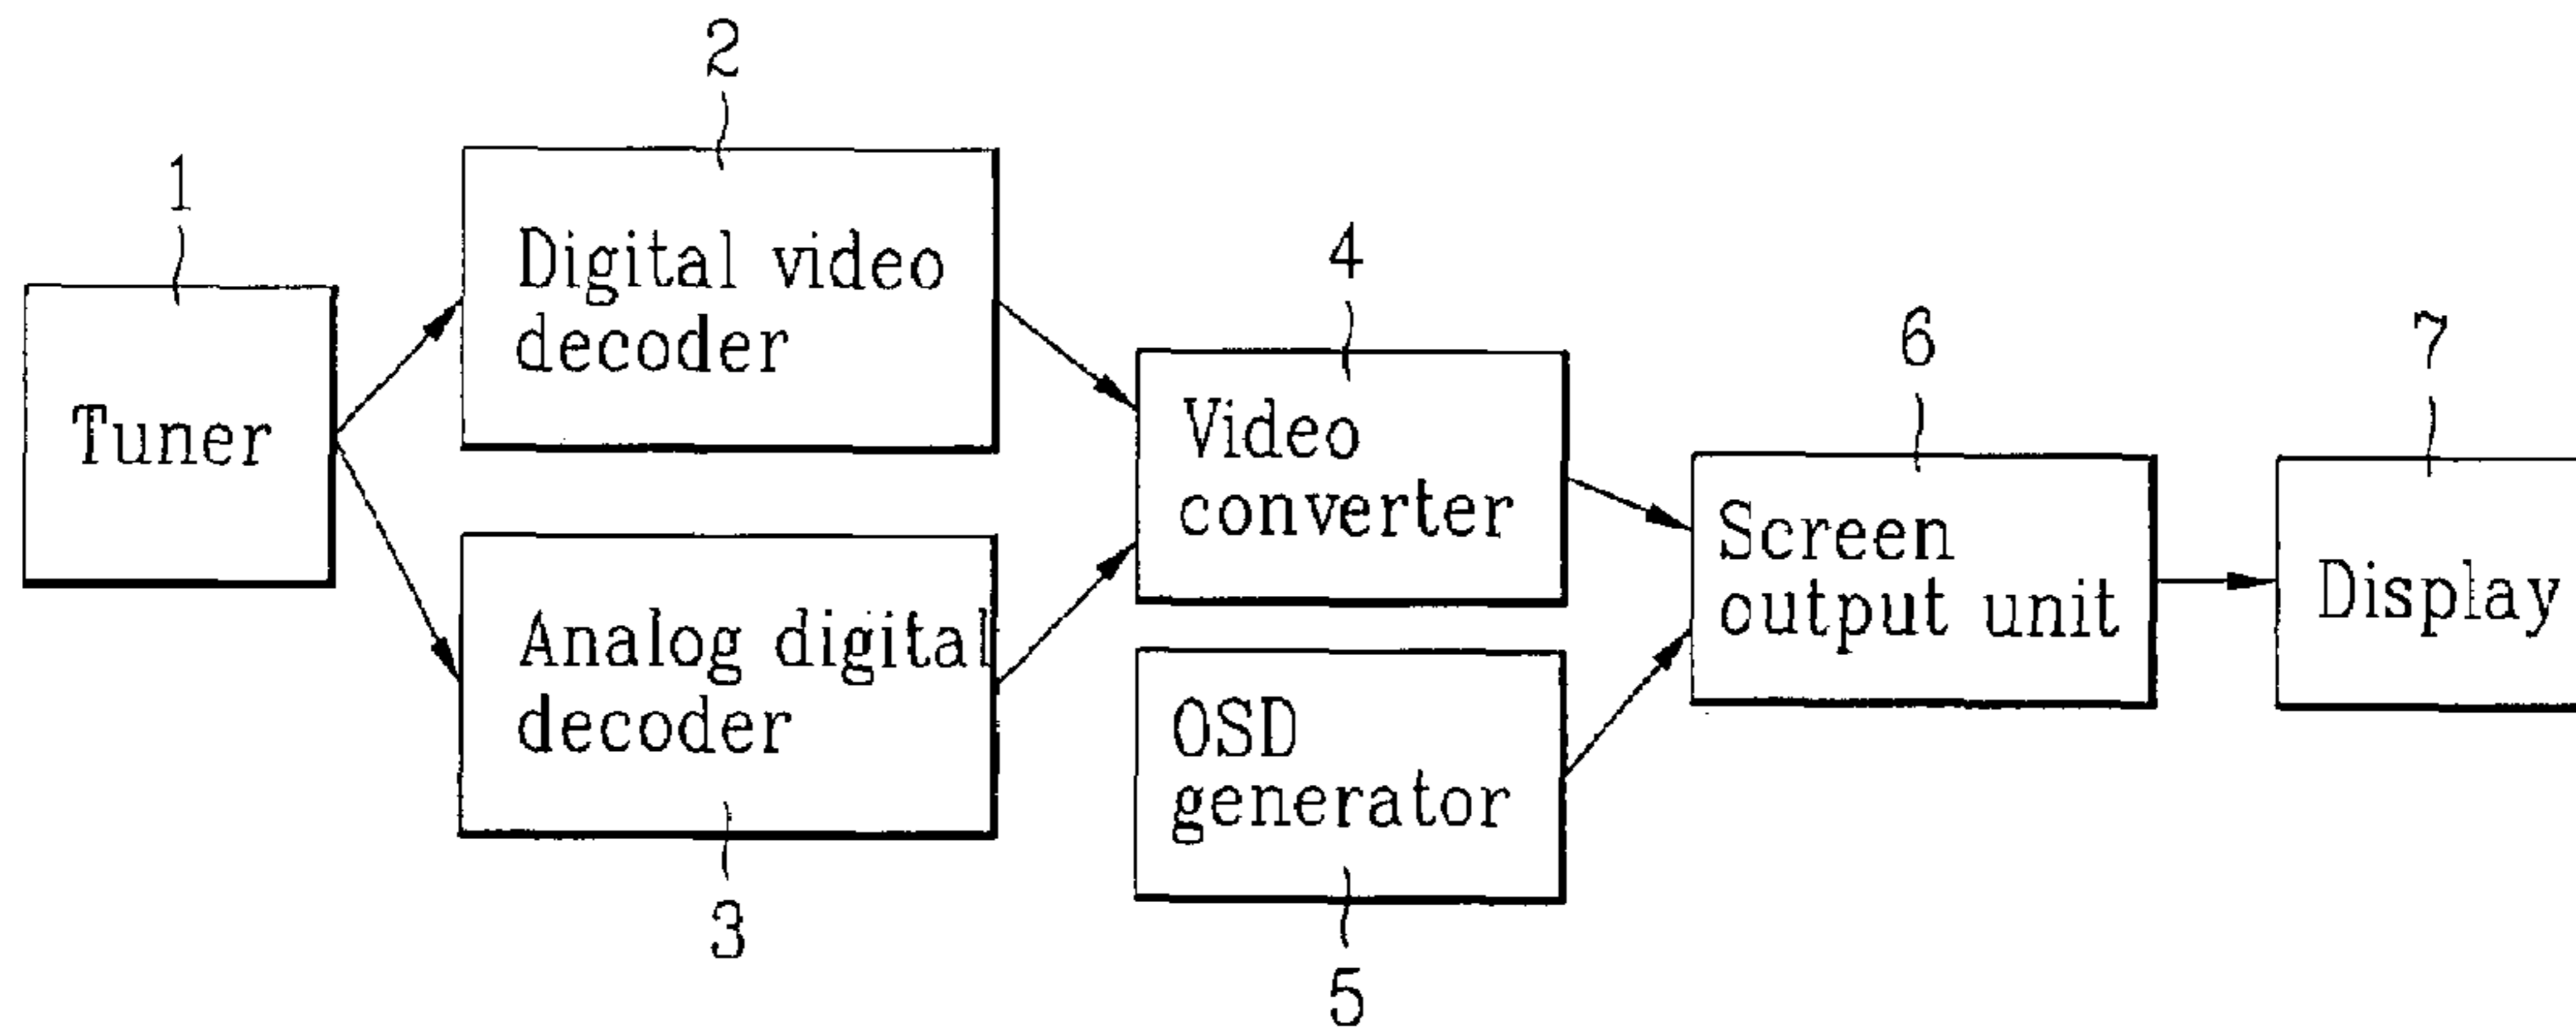 1
Tuner
2
Digital video
decoder
Analog digital
decoder
3
4
Video
converter
OSD
generator
5
6
Screen
output unit
7
Display